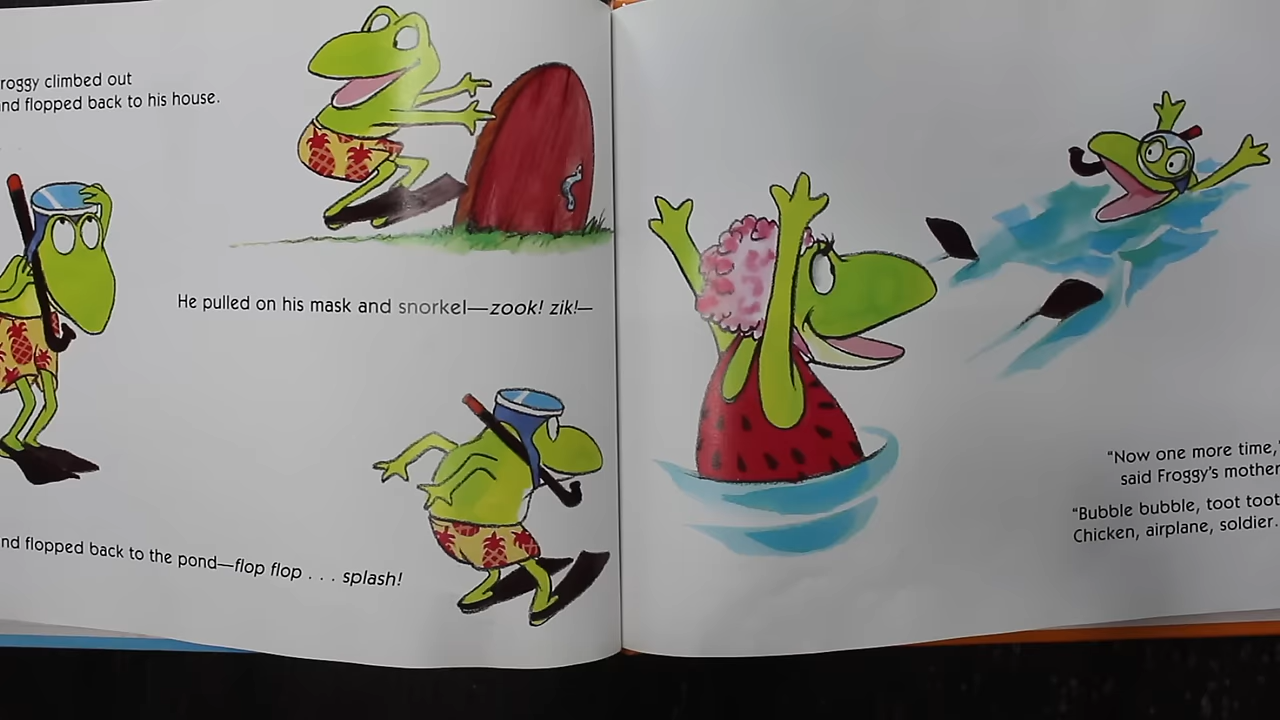 roggy climbed out
nd flopped back to his house.
He pulled on his mask and snorkel—zook! zik!—
nd flopped back to the pond—flop flop . . . splash!
"Now one more time,"
said Froggy's mother
"Bubble bubble, toot toot
Chicken, airplane, soldier.